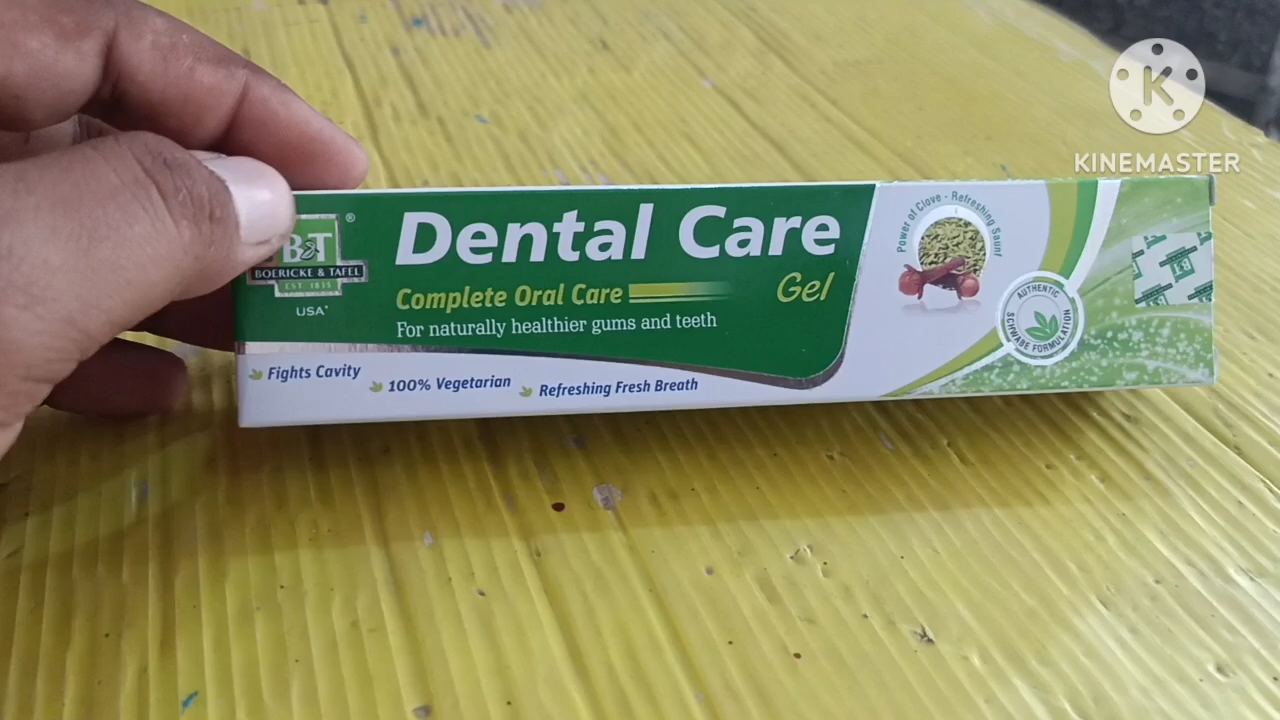 KINEMASTER
B&T
®
BOERICKE & TAFEL
EST. 1835
USA*
Dental Care
Gel
Complete Oral Care
For naturally healthier gums and teeth
Fights Cavity
100% Vegetarian
Refreshing Fresh Breath
Power of Clove - Refreshing Saunf
AUTHENTIC
SCHWABE FORMULATION
B&T